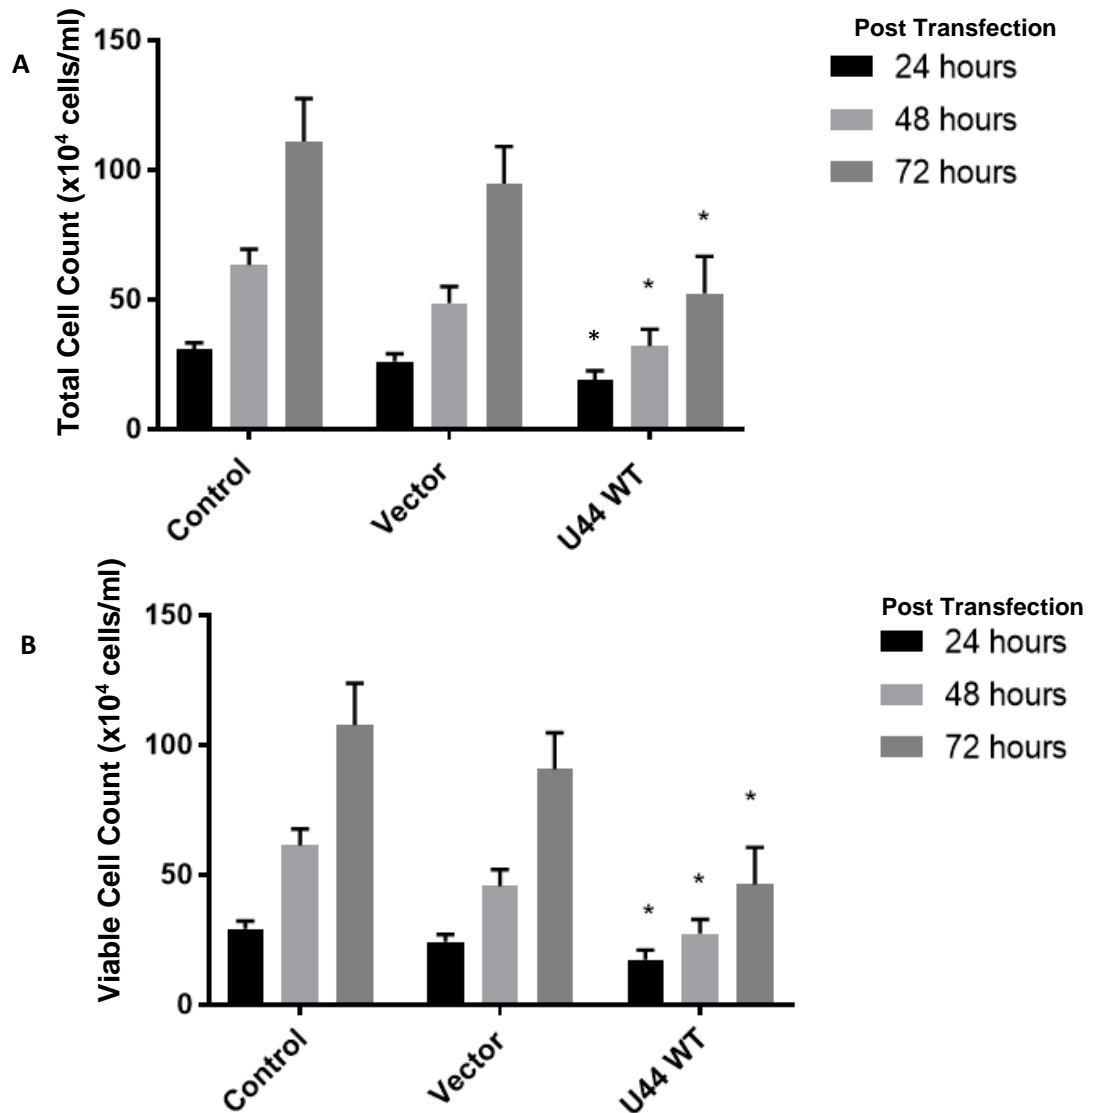 A
Total Cell Count (x10⁴ cells/ml)
150
100
50
0
*
*
*
Control
Vector
U44 WT
Post Transfection
24 hours
48 hours
72 hours
B
Viable Cell Count (x10⁴ cells/ml)
150
100
50
0
*
*
*
Control
Vector
U44 WT
Post Transfection
24 hours
48 hours
72 hours